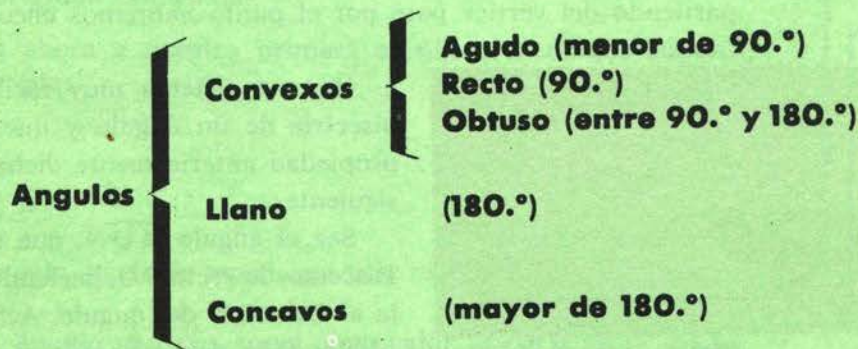 Agudo (menor de 90.º)
Convexos Recto (90.º)
Obtuso (entre 90.º y 180.º)
Angulos
Llano (180.º)
Concavos (mayor de 180.º)